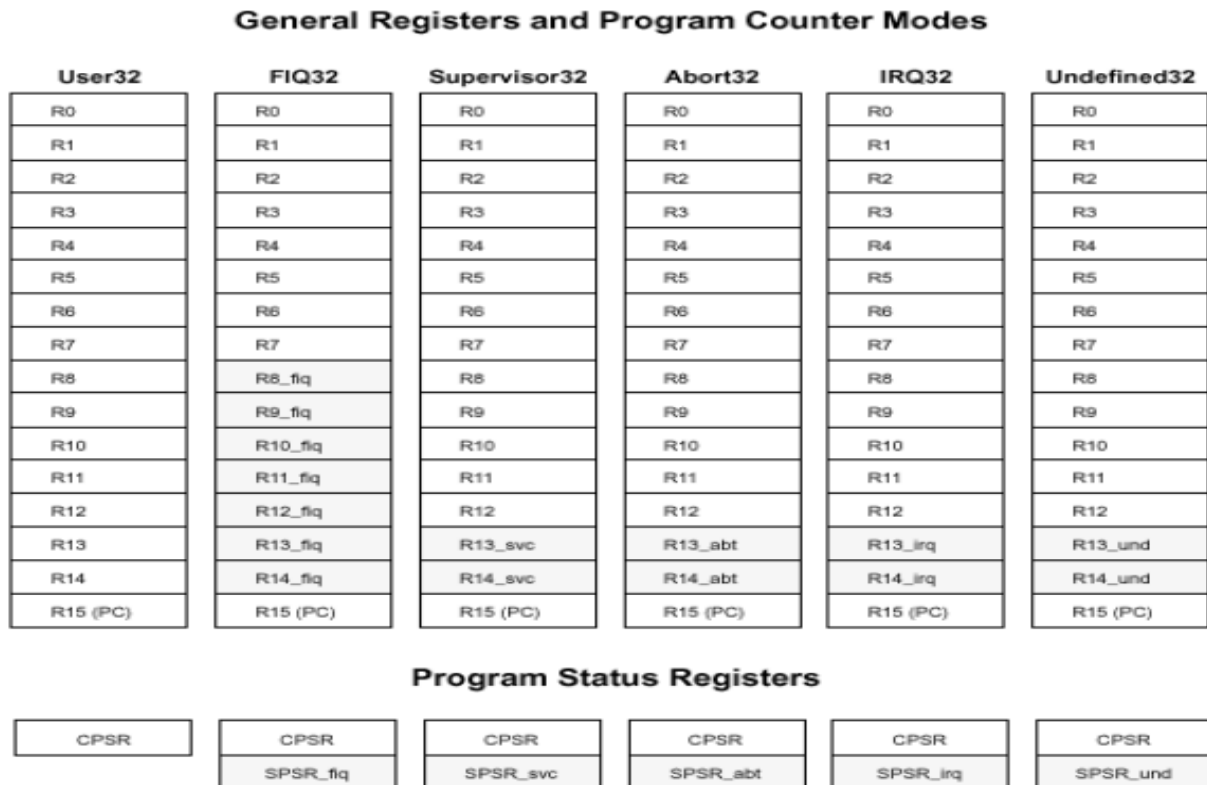 General Registers and Program Counter Modes
User32 FIQ32 Supervisor32 Abort32 IRQ32 Undefined32
R0 R0 R0 R0 R0 R0
R1 R1 R1 R1 R1 R1
R2 R2 R2 R2 R2 R2
R3 R3 R3 R3 R3 R3
R4 R4 R4 R4 R4 R4
R5 R5 R5 R5 R5 R5
R6 R6 R6 R6 R6 R6
R7 R7 R7 R7 R7 R7
R8 R8_fiq R8 R8 R8 R8
R9 R9_fiq R9 R9 R9 R9
R10 R10_fiq R10 R10 R10 R10
R11 R11_fiq R11 R11 R11 R11
R12 R12_fiq R12 R12 R12 R12
R13 R13_fiq R13_svc R13_abt R13_irq R13_und
R14 R14_fiq R14_svc R14_abt R14_irq R14_und
R15 (PC) R15 (PC) R15 (PC) R15 (PC) R15 (PC) R15 (PC)
Program Status Registers
CPSR CPSR CPSR CPSR CPSR CPSR
SPSR_fiq SPSR_svc SPSR_abt SPSR_irq SPSR_und